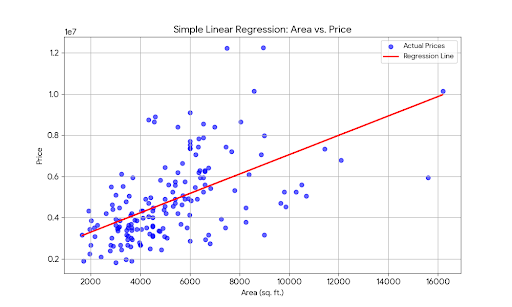 Simple Linear Regression: Area vs. Price
1e7
Actual Prices
Regression Line
1.2
1.0
0.8
0.6
0.4
0.2
Price
2000 4000 6000 8000 10000 12000 14000 16000
Area (sq. ft.)